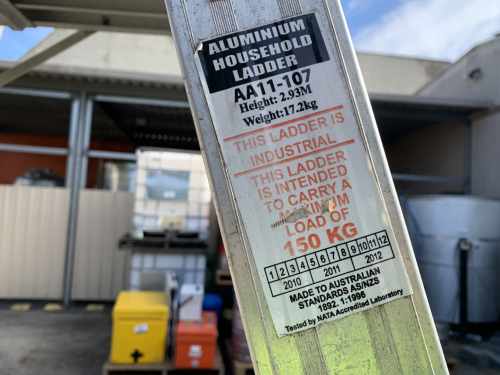 ALUMINIUM
HOUSEHOLD
LADDER
AA11-107
Height: 2.93M
Weight:17.2kg
THIS LADDER IS
INDUSTRIAL
THIS LADDER
IS INTENDED
TO CARRY A
MAXIMUM
LOAD OF
150 KG
1 2 3 4 5 6 7 8 9 10 11 12
2010 2011 2012
MADE TO AUSTRALIAN
STANDARDS AS/NZS
1892. 1:1996
Tested by NATA Accredited Laboratory